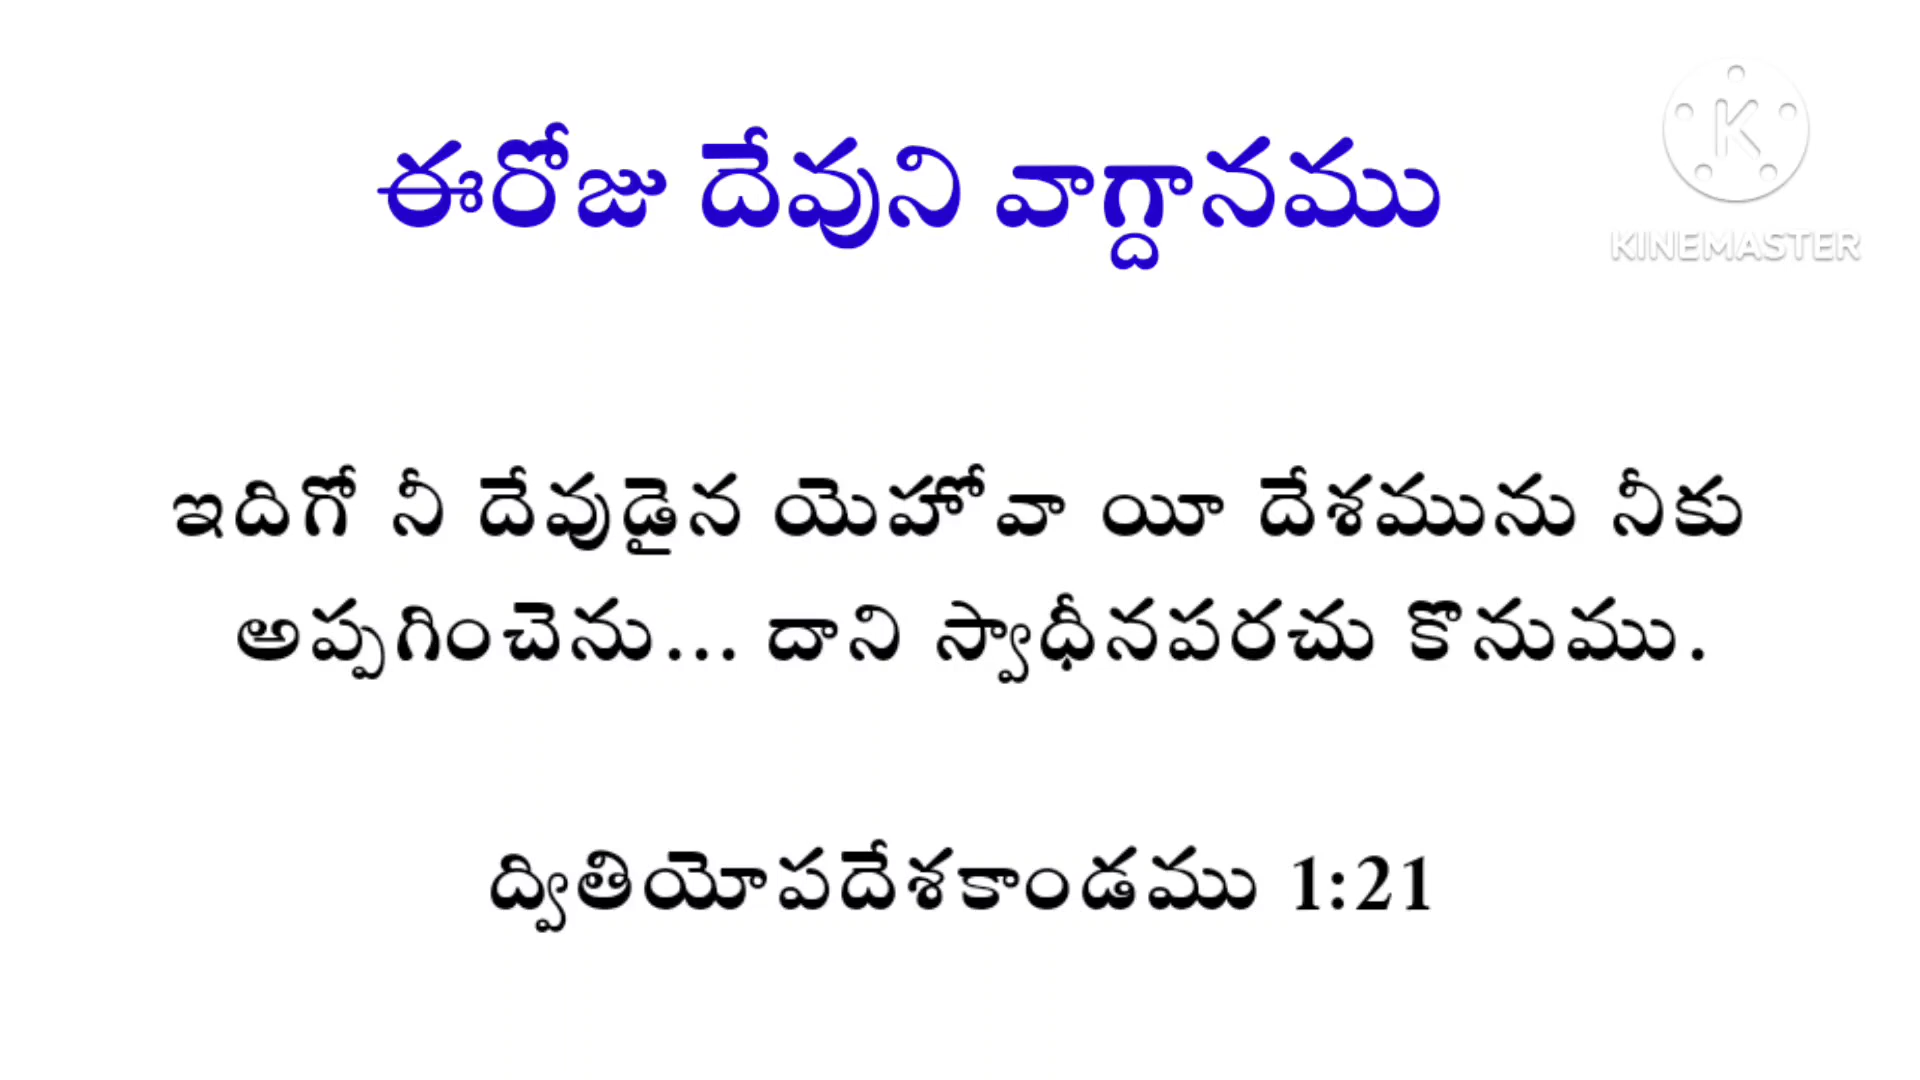 ఈరోజు దేవుని వాగ్దానము
KINEMASTER
ఇదిగో నీ దేవుడైన యెహోవా యీ దేశమును నీకు
అప్పగించెను... దాని స్వాధీనపరచు కొనుము.
ద్వితియోపదేశకాండము 1:21